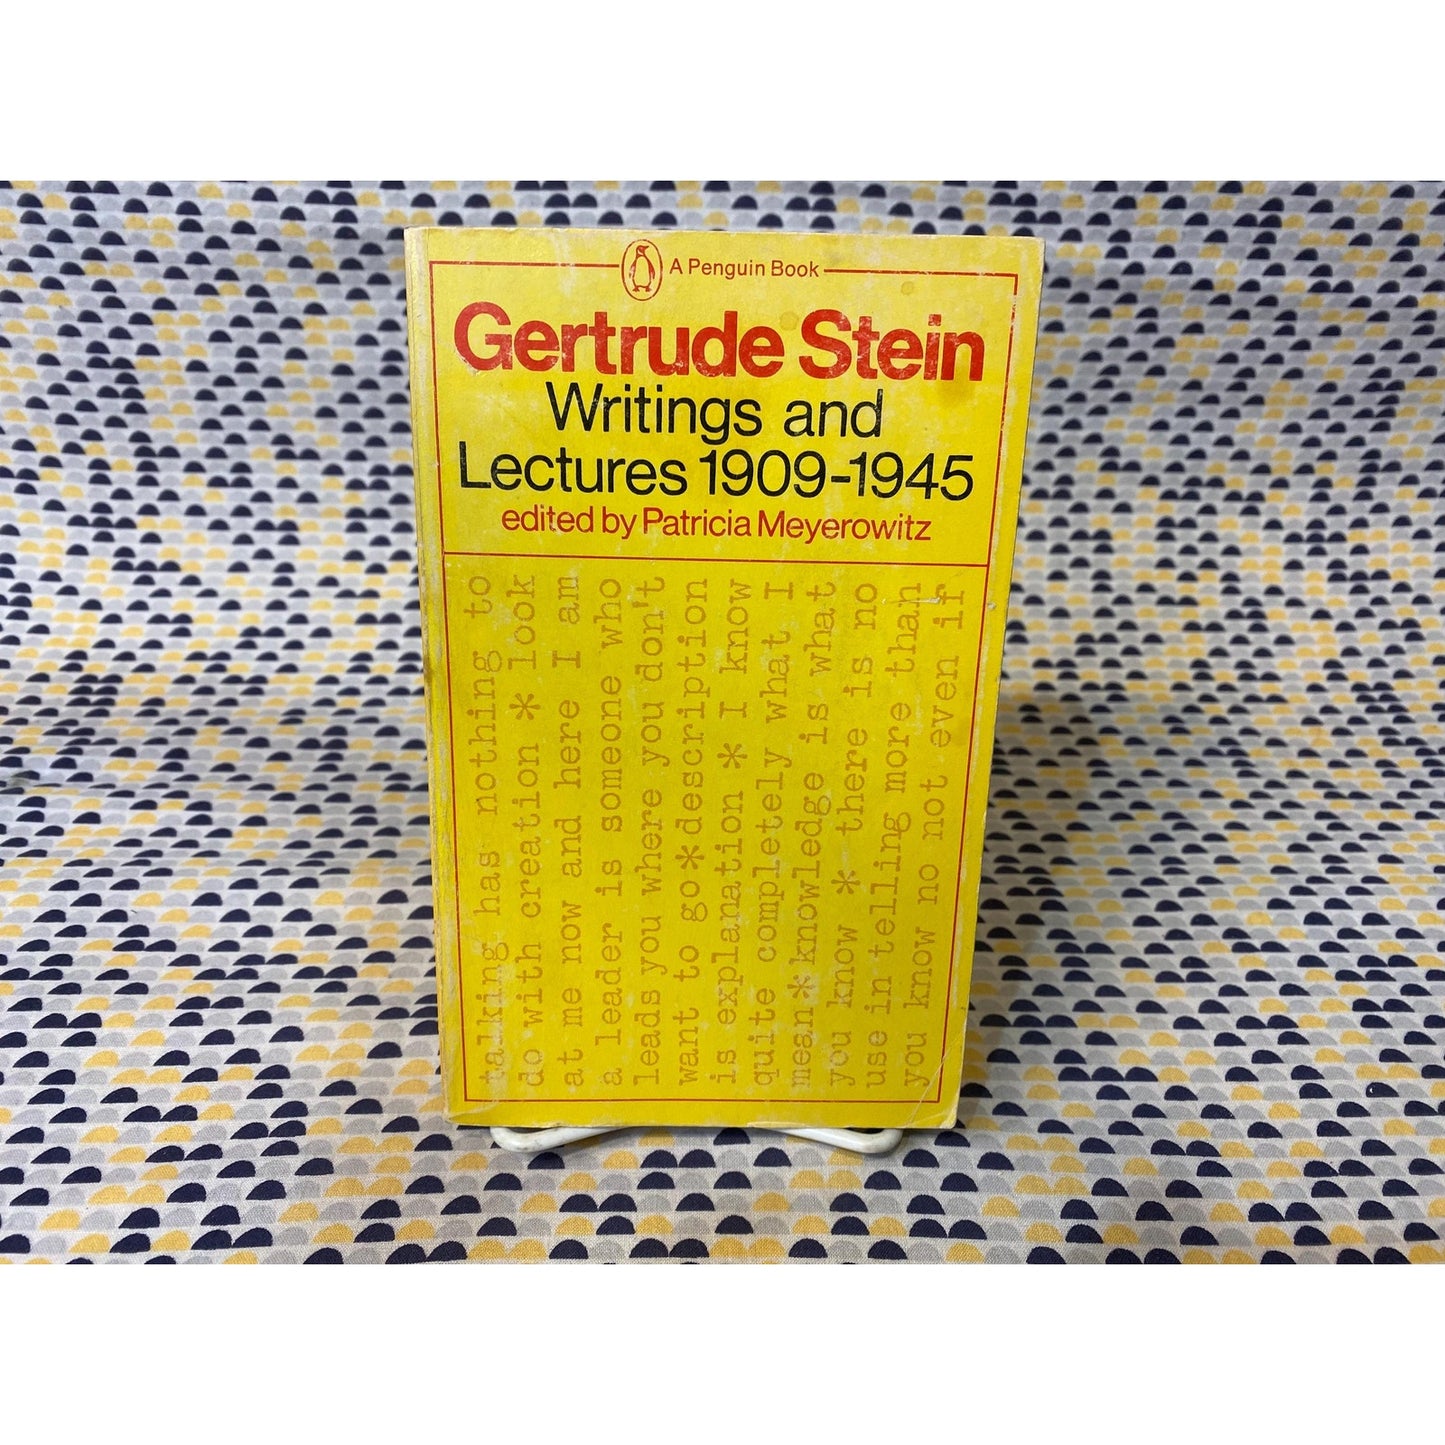 A Penguin Book
Gertrude Stein
Writings and
Lectures 1909-1945
edited by Patricia Meyerowitz
talking has nothing to
do with creation * look
at me now and here I am
a leader is someone who
leads you where you don't
want to go*description
is explanation * I know
quite completely what I
mean*knowledge is what
you know * there is no
use in telling more than
you know no not even if